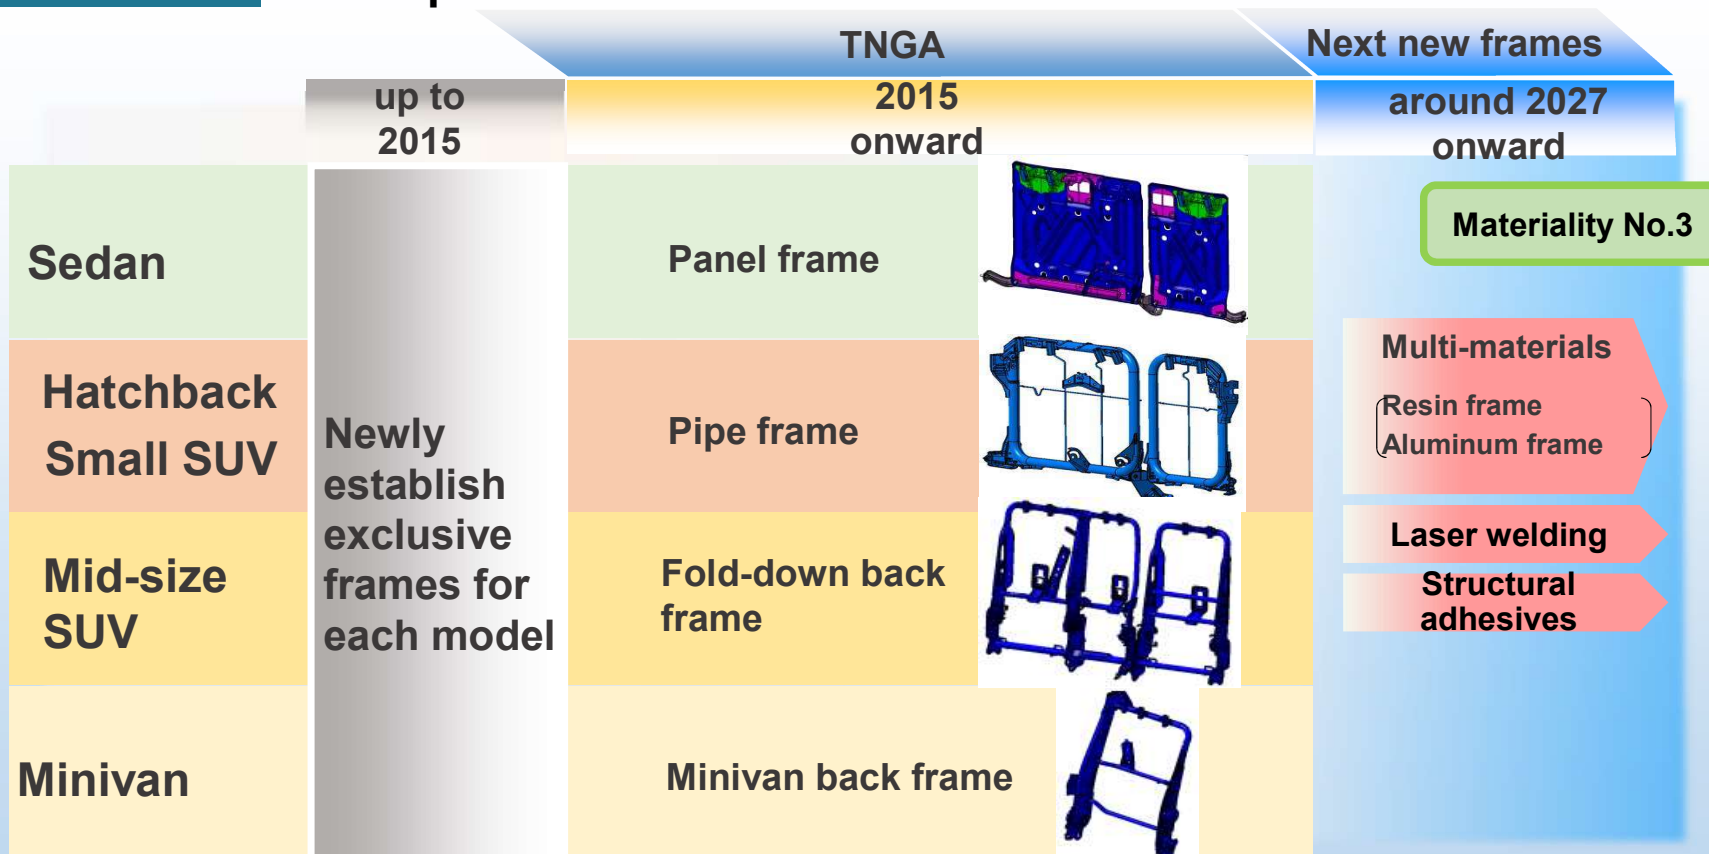 TNGA
Next new frames
up to
2015
2015
onward
around 2027
onward
Materiality No.3
Sedan
Panel frame
Hatchback
Small SUV
Pipe frame
Mid-size
SUV
Fold-down back
frame
Minivan
Minivan back frame
Newly
establish
exclusive
frames for
each model
Multi-materials
Resin frame
Aluminum frame
Laser welding
Structural
adhesives